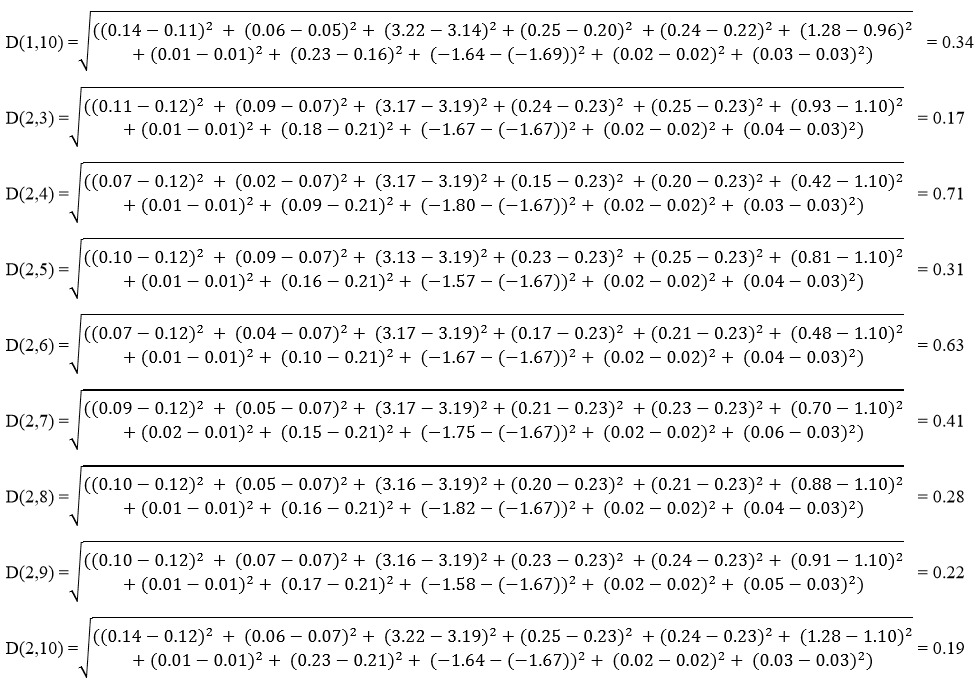 ((0.14 − 0.11)² + (0.06 − 0.05)² + (3.22 − 3.14)² + (0.25 − 0.20)² + (0.24 − 0.22)² + (1.28 − 0.96)²
D(1,10) = √ = 0.34
+ (0.01 − 0.01)² + (0.23 − 0.16)² + (−1.64 − (−1.69))² + (0.02 − 0.02)² + (0.03 − 0.03)²)
((0.11 − 0.12)² + (0.09 − 0.07)² + (3.17 − 3.19)² + (0.24 − 0.23)² + (0.25 − 0.23)² + (0.93 − 1.10)²
D(2,3) = √ = 0.17
+ (0.01 − 0.01)² + (0.18 − 0.21)² + (−1.67 − (−1.67))² + (0.02 − 0.02)² + (0.04 − 0.03)²)
((0.07 − 0.12)² + (0.02 − 0.07)² + (3.17 − 3.19)² + (0.15 − 0.23)² + (0.20 − 0.23)² + (0.42 − 1.10)²
D(2,4) = √ = 0.71
+ (0.01 − 0.01)² + (0.09 − 0.21)² + (−1.80 − (−1.67))² + (0.02 − 0.02)² + (0.03 − 0.03)²)
((0.10 − 0.12)² + (0.09 − 0.07)² + (3.13 − 3.19)² + (0.23 − 0.23)² + (0.25 − 0.23)² + (0.81 − 1.10)²
D(2,5) = √ = 0.31
+ (0.01 − 0.01)² + (0.16 − 0.21)² + (−1.57 − (−1.67))² + (0.02 − 0.02)² + (0.04 − 0.03)²)
((0.07 − 0.12)² + (0.04 − 0.07)² + (3.17 − 3.19)² + (0.17 − 0.23)² + (0.21 − 0.23)² + (0.48 − 1.10)²
D(2,6) = √ = 0.63
+ (0.01 − 0.01)² + (0.10 − 0.21)² + (−1.67 − (−1.67))² + (0.02 − 0.02)² + (0.04 − 0.03)²)
((0.09 − 0.12)² + (0.05 − 0.07)² + (3.17 − 3.19)² + (0.21 − 0.23)² + (0.23 − 0.23)² + (0.70 − 1.10)²
D(2,7) = √ = 0.41
+ (0.02 − 0.01)² + (0.15 − 0.21)² + (−1.75 − (−1.67))² + (0.02 − 0.02)² + (0.06 − 0.03)²)
((0.10 − 0.12)² + (0.05 − 0.07)² + (3.16 − 3.19)² + (0.20 − 0.23)² + (0.21 − 0.23)² + (0.88 − 1.10)²
D(2,8) = √ = 0.28
+ (0.01 − 0.01)² + (0.16 − 0.21)² + (−1.82 − (−1.67))² + (0.02 − 0.02)² + (0.04 − 0.03)²)
((0.10 − 0.12)² + (0.07 − 0.07)² + (3.16 − 3.19)² + (0.23 − 0.23)² + (0.24 − 0.23)² + (0.91 − 1.10)²
D(2,9) = √ = 0.22
+ (0.01 − 0.01)² + (0.17 − 0.21)² + (−1.58 − (−1.67))² + (0.02 − 0.02)² + (0.05 − 0.03)²)
((0.14 − 0.12)² + (0.06 − 0.07)² + (3.22 − 3.19)² + (0.25 − 0.23)² + (0.24 − 0.23)² + (1.28 − 1.10)²
D(2,10) = √ = 0.19
+ (0.01 − 0.01)² + (0.23 − 0.21)² + (−1.64 − (−1.67))² + (0.02 − 0.02)² + (0.03 − 0.03)²)